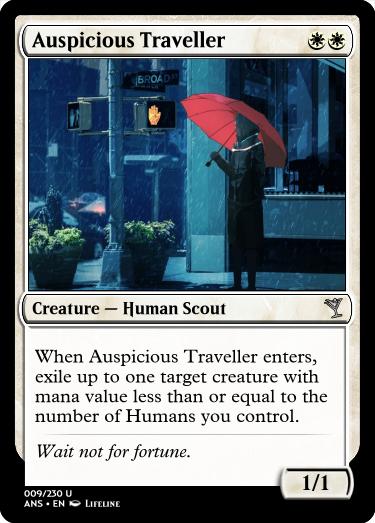 Auspicious Traveller
BROAD
Creature — Human Scout
When Auspicious Traveller enters,
exile up to one target creature with
mana value less than or equal to the
number of Humans you control.
Wait not for fortune.
1/1
009/230 U
ANS • EN Lifeline